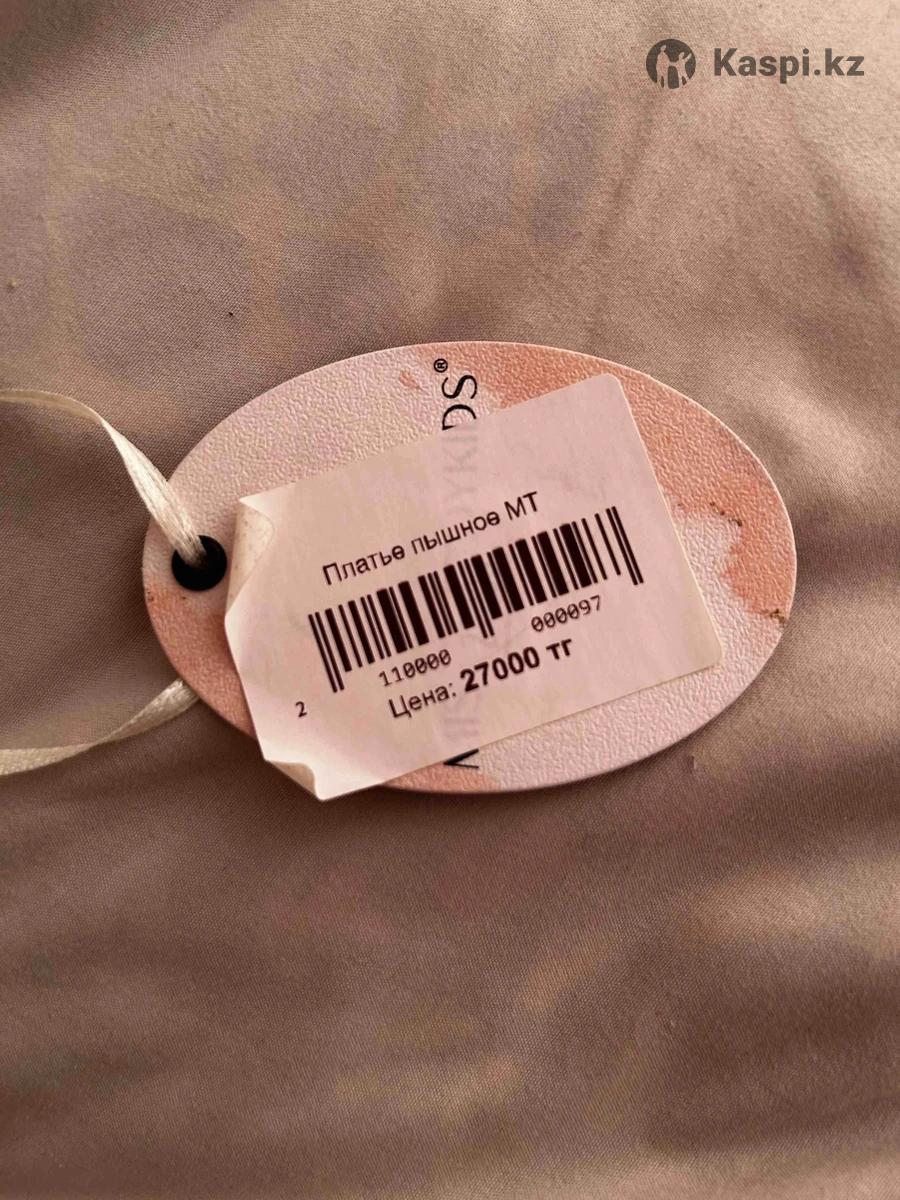 Kaspi.kz
DS®
Платье пышное МТ
2 110000 000097
Цена: 27000 тг